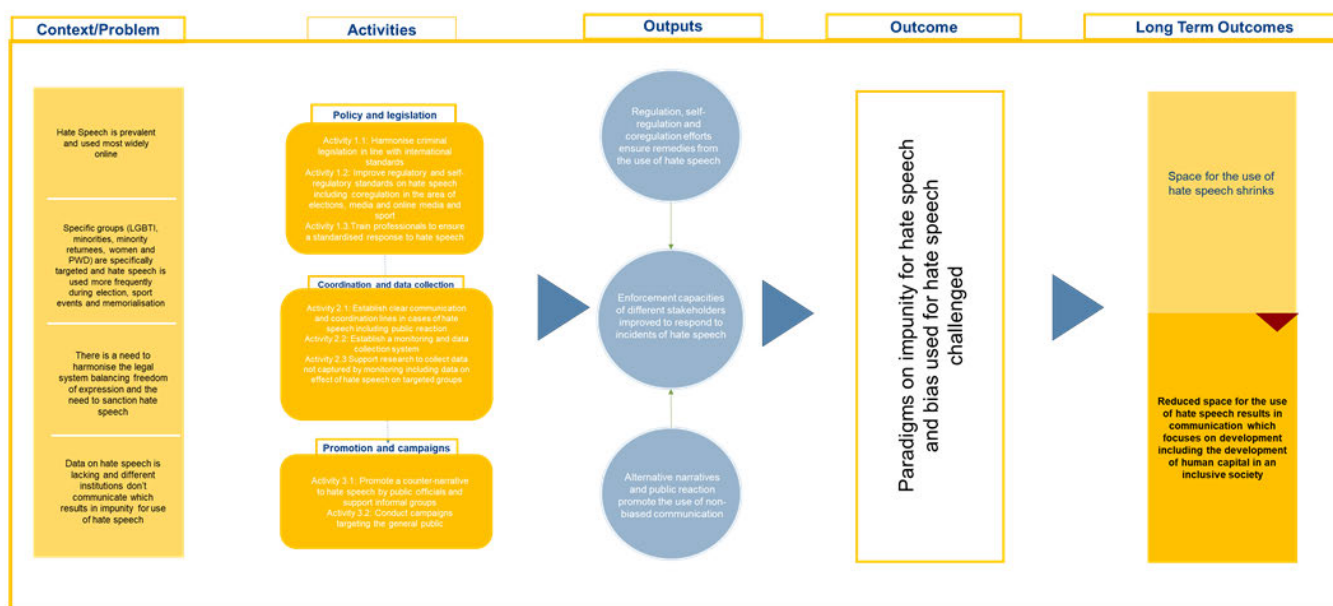 Context/Problem
Activities
Outputs
Outcome
Long Term Outcomes
Hate Speech is prevalent
and used most widely
online
Specific groups (LGBTI,
minorities, minority
returnees, women and
PWD) are specifically
targeted and hate speech is
used more frequently
during election, sport
events and memorialisation
There is a need to
harmonise the legal
system balancing freedom
of expression and the
need to sanction hate
speech
Data on hate speech is
lacking and different
institutions don't
communicate which
results in impunity for use
of hate speech
Policy and legislation
Activity 1.1: Harmonise criminal
legislation in line with international
standards
Activity 1.2: Improve regulatory and self-
regulatory standards on hate speech
including coregulation in the area of
elections, media and online media and
sport
Activity 1.3.Train professionals to ensure
a standardised response to hate speech
Coordination and data collection
Activity 2.1: Establish clear communication
and coordination lines in cases of hate
speech including public reaction
Activity 2.2: Establish a monitoring and data
collection system
Activity 2.3 Support research to collect data
not captured by monitoring including data on
effect of hate speech on targeted groups
Promotion and campaigns
Activity 3.1: Promote a counter-narrative
to hate speech by public officials and
support informal groups
Activity 3.2: Conduct campaigns
targeting the general public
Regulation, self-
regulation and
coregulation efforts
ensure remedies from
the use of hate speech
Enforcement capacities
of different stakeholders
improved to respond to
incidents of hate speech
Alternative narratives
and public reaction
promote the use of non-
biased communication
Paradigms on impunity for hate speech
and bias used for hate speech
challenged
Space for the use of
hate speech shrinks
Reduced space for the use
of hate speech results in
communication which
focuses on development
including the development
of human capital in an
inclusive society